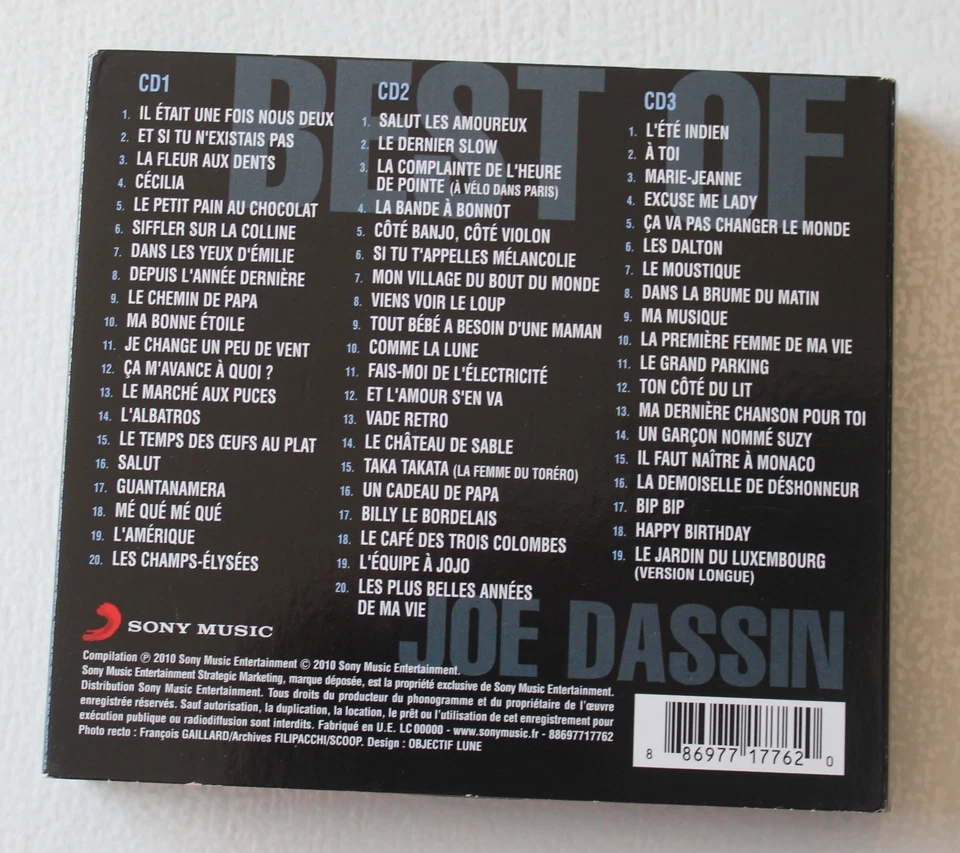 BEST OF
CD1
1. IL ÉTAIT UNE FOIS NOUS DEUX
2. ET SI TU N'EXISTAIS PAS
3. LA FLEUR AUX DENTS
4. CÉCILIA
5. LE PETIT PAIN AU CHOCOLAT
6. SIFFLER SUR LA COLLINE
7. DANS LES YEUX D'ÉMILIE
8. DEPUIS L'ANNÉE DERNIÈRE
9. LE CHEMIN DE PAPA
10. MA BONNE ÉTOILE
11. JE CHANGE UN PEU DE VENT
12. ÇA M'AVANCE À QUOI ?
13. LE MARCHÉ AUX PUCES
14. L'ALBATROS
15. LE TEMPS DES ŒUFS AU PLAT
16. SALUT
17. GUANTANAMERA
18. MÉ QUÉ MÉ QUÉ
19. L'AMÉRIQUE
20. LES CHAMPS-ÉLYSÉES
CD2
1. SALUT LES AMOUREUX
2. LE DERNIER SLOW
3. LA COMPLAINTE DE L'HEURE
DE POINTE (À VÉLO DANS PARIS)
4. LA BANDE À BONNOT
5. CÔTÉ BANJO, CÔTÉ VIOLON
6. SI TU T'APPELLES MÉLANCOLIE
7. MON VILLAGE DU BOUT DU MONDE
8. VIENS VOIR LE LOUP
9. TOUT BÉBÉ A BESOIN D'UNE MAMAN
10. COMME LA LUNE
11. FAIS-MOI DE L'ÉLECTRICITÉ
12. ET L'AMOUR S'EN VA
13. VADE RETRO
14. LE CHÂTEAU DE SABLE
15. TAKA TAKATA (LA FEMME DU TORÉRO)
16. UN CADEAU DE PAPA
17. BILLY LE BORDELAIS
18. LE CAFÉ DES TROIS COLOMBES
19. L'ÉQUIPE À JOJO
20. LES PLUS BELLES ANNÉES
DE MA VIE
CD3
1. L'ÉTÉ INDIEN
2. À TOI
3. MARIE-JEANNE
4. EXCUSE ME LADY
5. ÇA VA PAS CHANGER LE MONDE
6. LES DALTON
7. LE MOUSTIQUE
8. DANS LA BRUME DU MATIN
9. MA MUSIQUE
10. LA PREMIÈRE FEMME DE MA VIE
11. LE GRAND PARKING
12. TON CÔTÉ DU LIT
13. MA DERNIÈRE CHANSON POUR TOI
14. UN GARÇON NOMMÉ SUZY
15. IL FAUT NAÎTRE À MONACO
16. LA DEMOISELLE DE DÉSHONNEUR
17. BIP BIP
18. HAPPY BIRTHDAY
19. LE JARDIN DU LUXEMBOURG
(VERSION LONGUE)
JOE DASSIN
SONY MUSIC
Compilation ℗ 2010 Sony Music Entertainment © 2010 Sony Music Entertainment.
Sony Music Entertainment Strategic Marketing, marque déposée, est la propriété exclusive de Sony Music Entertainment.
Distribution Sony Music Entertainment. Tous droits du producteur du phonogramme et du propriétaire de l'œuvre
enregistrée réservés. Sauf autorisation, la duplication, la location, le prêt ou l'utilisation de cet enregistrement pour
exécution publique ou radiodiffusion sont interdits. Fabriqué en U.E. LC 00000 - www.sonymusic.fr - 88697717762
Photo recto : François GAILLARD/Archives FILIPACCHI/SCOOP. Design : OBJECTIF LUNE
8 86977 17762 0